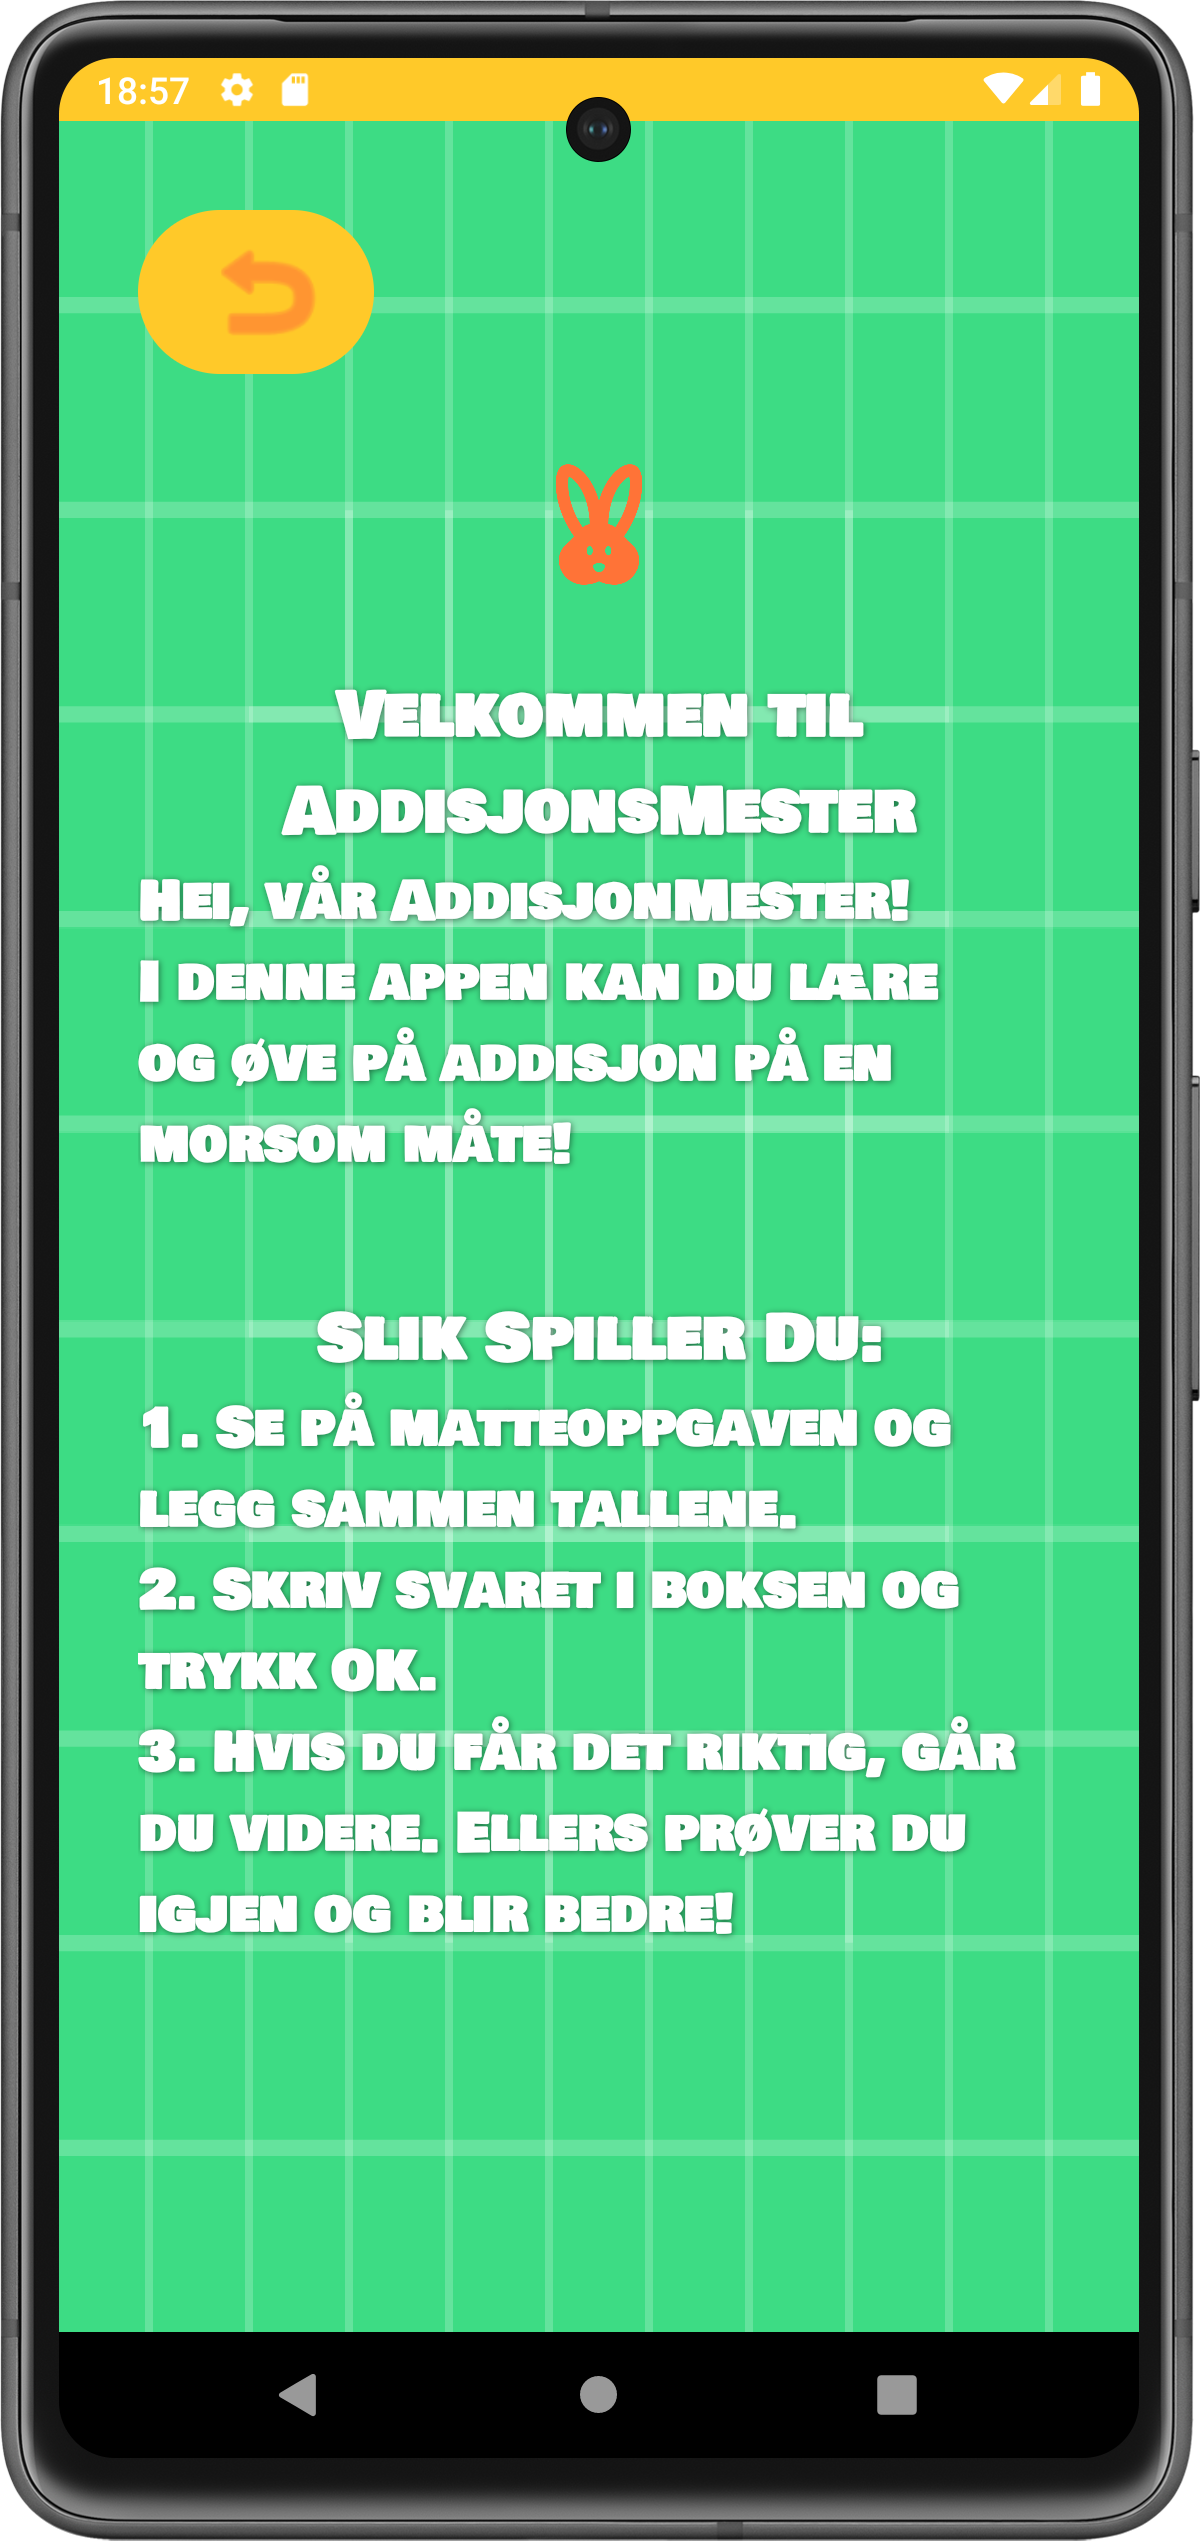 18:57
Velkommen til
AddisjonsMester
Hei, vår AddisjonMester!
I denne appen kan du lære
og øve på addisjon på en
morsom måte!
Slik Spiller Du:
1. Se på matteoppgaven og
legg sammen tallene.
2. Skriv svaret i boksen og
trykk OK.
3. Hvis du får det riktig, går
du videre. Ellers prøver du
igjen og blir bedre!